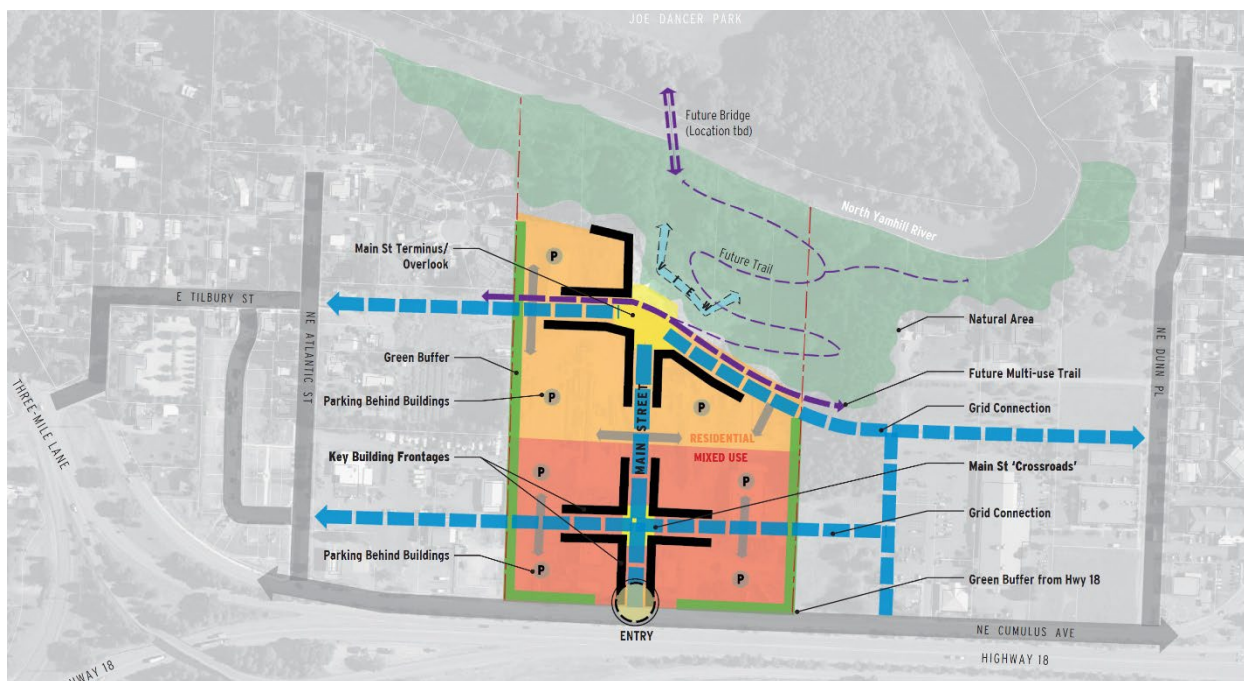 JOE DANCER PARK
Future Bridge
(Location tbd)
North Yamhill River
Main St Terminus/
Overlook
VIEW
Future Trail
E TILBURY ST
NE ATLANTIC ST
Natural Area
NE DUNN PL
Green Buffer
Future Multi-use Trail
THREE-MILE LANE
Parking Behind Buildings
Grid Connection
MAIN STREET
RESIDENTIAL
MIXED USE
Key Building Frontages
Main St 'Crossroads'
Grid Connection
Parking Behind Buildings
Green Buffer from Hwy 18
P
P
P
P
P
P
P
ENTRY
NE CUMULUS AVE
HIGHWAY 18
HWAY 18